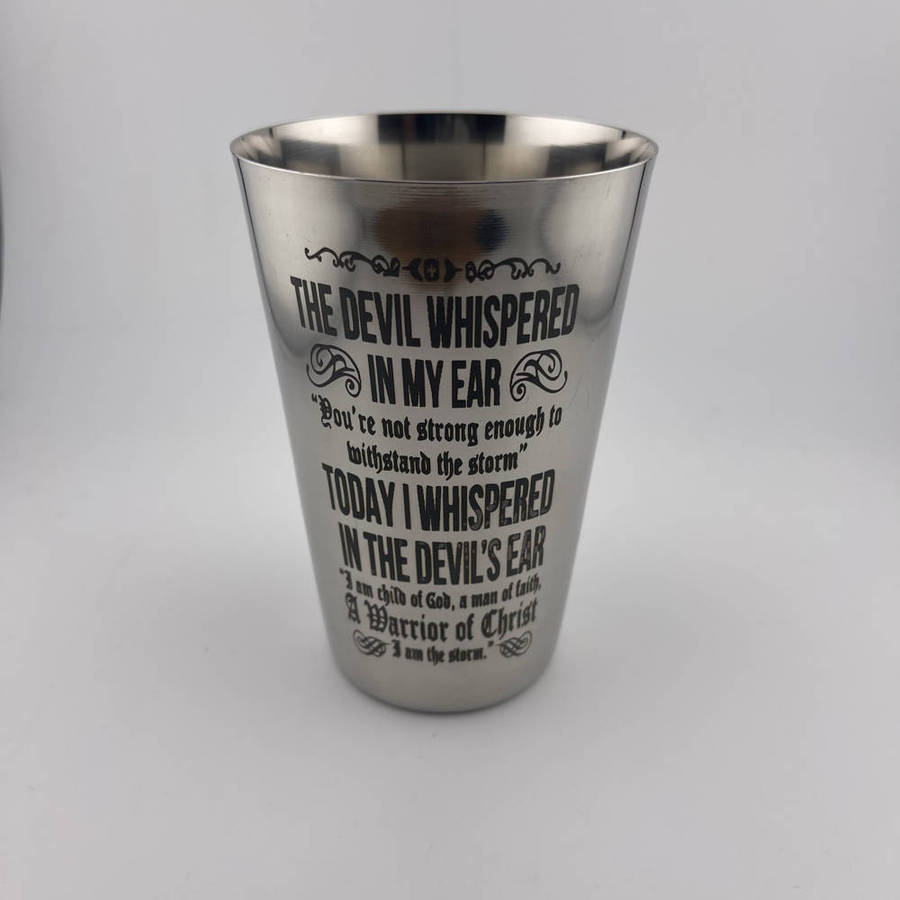 THE DEVIL WHISPERED
IN MY EAR
"You're not strong enough to
withstand the storm"
TODAY I WHISPERED
IN THE DEVIL'S EAR
"I am child of God, a man of faith,
A Warrior of Christ
I am the storm."